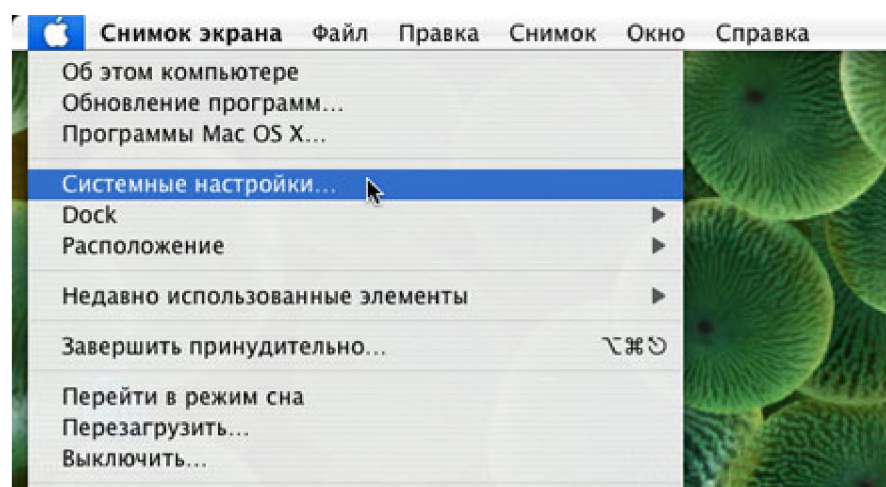 Снимок экрана Файл Правка Снимок Окно Справка
Об этом компьютере
Обновление программ...
Программы Mac OS X...
Системные настройки...
Dock
Расположение
Недавно использованные элементы
Завершить принудительно... ⌥⌘⎋
Перейти в режим сна
Перезагрузить...
Выключить...